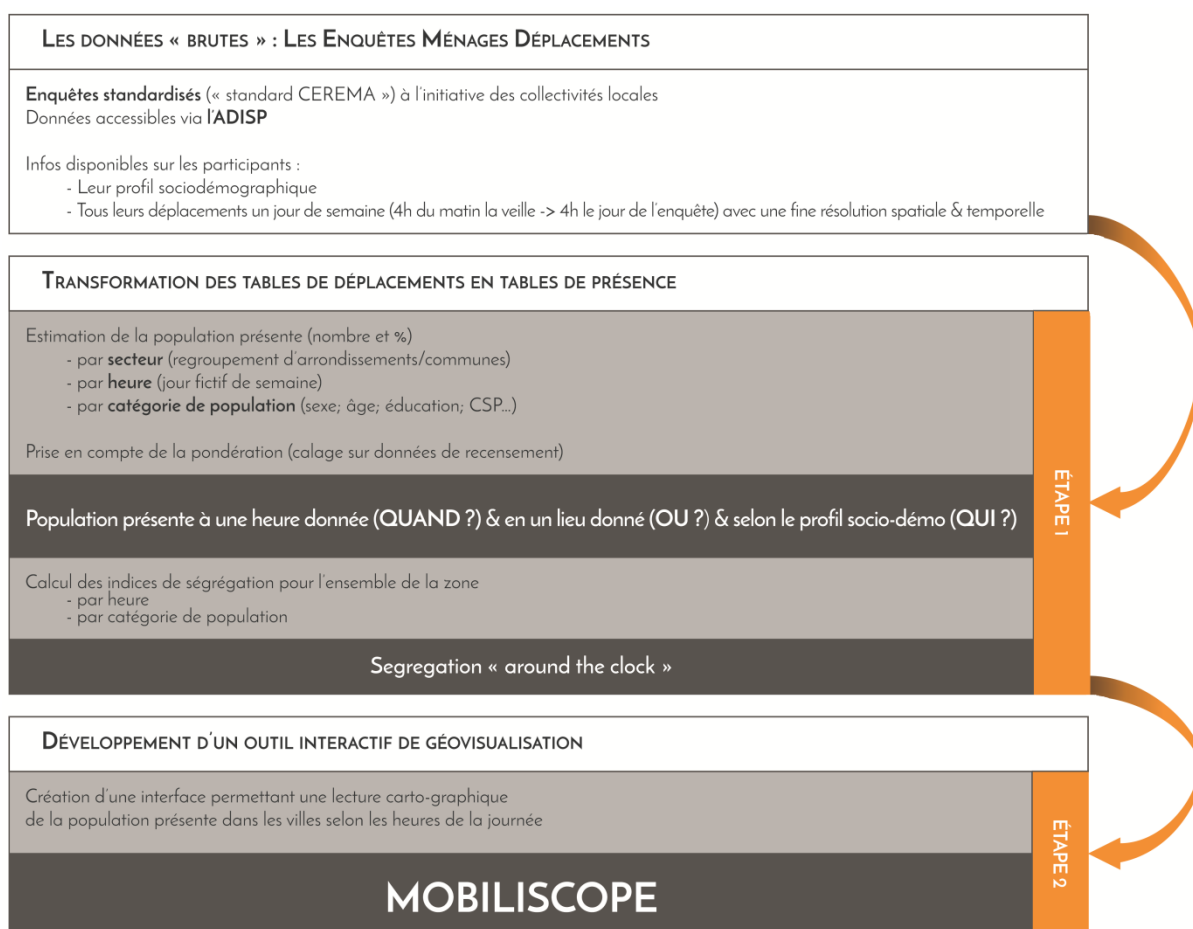 LES DONNÉES « BRUTES » : LES ENQUÊTES MÉNAGES DÉPLACEMENTS
Enquêtes standardisés (« standard CEREMA ») à l'initiative des collectivités locales
Données accessibles via l'ADISP
Infos disponibles sur les participants :
- Leur profil sociodémographique
- Tous leurs déplacements un jour de semaine (4h du matin la veille -> 4h le jour de l'enquête) avec une fine résolution spatiale & temporelle
TRANSFORMATION DES TABLES DE DÉPLACEMENTS EN TABLES DE PRÉSENCE
Estimation de la population présente (nombre et %)
- par secteur (regroupement d'arrondissements/communes)
- par heure (jour fictif de semaine)
- par catégorie de population (sexe; âge; éducation; CSP...)
Prise en compte de la pondération (calage sur données de recensement)
Population présente à une heure donnée (QUAND ?) & en un lieu donné (OU ?) & selon le profil socio-démo (QUI ?)
Calcul des indices de ségrégation pour l'ensemble de la zone
- par heure
- par catégorie de population
Segregation « around the clock »
ÉTAPE 1
DÉVELOPPEMENT D'UN OUTIL INTERACTIF DE GÉOVISUALISATION
Création d'une interface permettant une lecture carto-graphique
de la population présente dans les villes selon les heures de la journée
MOBILISCOPE
ÉTAPE 2